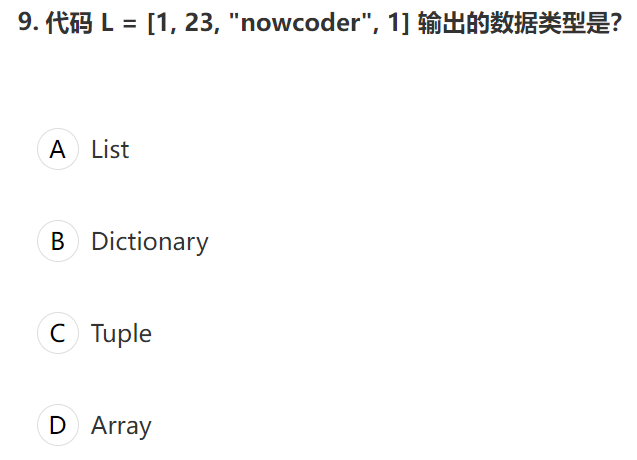 9. 代码 L = [1, 23, "nowcoder", 1] 输出的数据类型是?
A List
B Dictionary
C Tuple
D Array